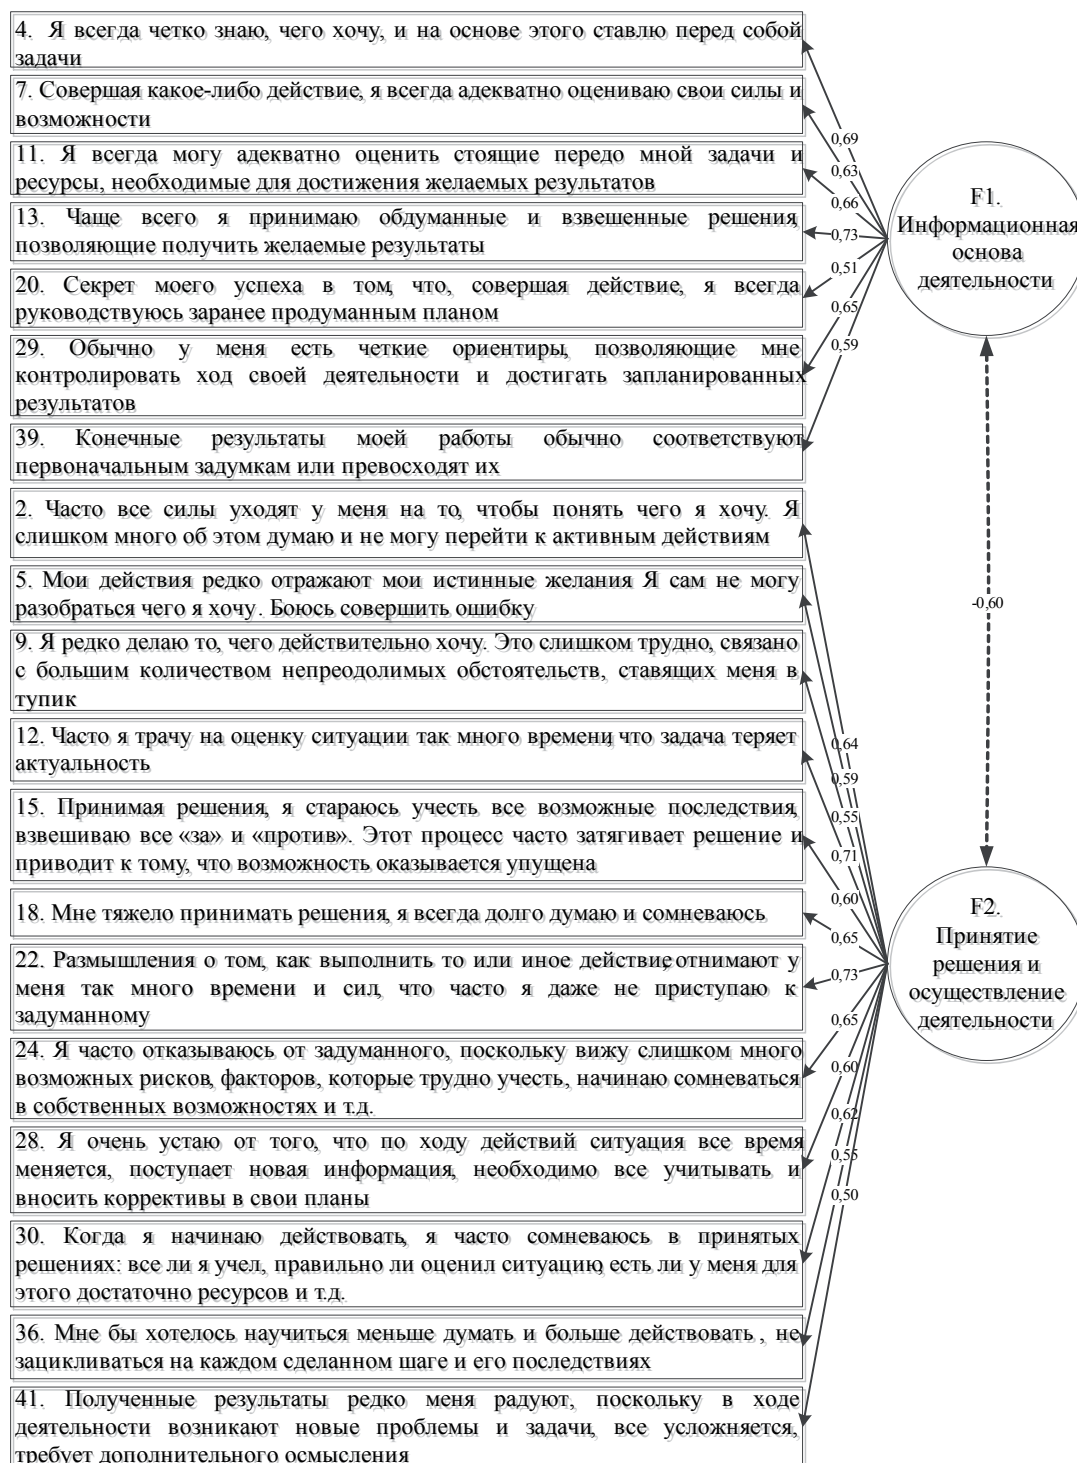 4. Я всегда четко знаю, чего хочу, и на основе этого ставлю перед собой
задачи
7. Совершая какое-либо действие, я всегда адекватно оцениваю свои силы и
возможности
11. Я всегда могу адекватно оценить стоящие передо мной задачи и
ресурсы, необходимые для достижения желаемых результатов
13. Чаще всего я принимаю обдуманные и взвешенные решения,
позволяющие получить желаемые результаты
20. Секрет моего успеха в том, что, совершая действие, я всегда
руководствуюсь заранее продуманным планом
29. Обычно у меня есть четкие ориентиры, позволяющие мне
контролировать ход своей деятельности и достигать запланированных
результатов
39. Конечные результаты моей работы обычно соответствуют
первоначальным задумкам или превосходят их
0,69
0,63
0,66
0,73
0,51
0,65
0,59
F1.
Информационная
основа
деятельности
-0,60
2. Часто все силы уходят у меня на то, чтобы понять чего я хочу. Я
слишком много об этом думаю и не могу перейти к активным действиям
5. Мои действия редко отражают мои истинные желания Я сам не могу
разобраться чего я хочу. Боюсь совершить ошибку
9. Я редко делаю то, чего действительно хочу. Это слишком трудно, связано
с большим количеством непреодолимых обстоятельств, ставящих меня в
тупик
12. Часто я трачу на оценку ситуации так много времени, что задача теряет
актуальность
15. Принимая решения, я стараюсь учесть все возможные последствия,
взвешиваю все «за» и «против». Этот процесс часто затягивает решение и
приводит к тому, что возможность оказывается упущена
18. Мне тяжело принимать решения, я всегда долго думаю и сомневаюсь
22. Размышления о том, как выполнить то или иное действие, отнимают у
меня так много времени и сил, что часто я даже не приступаю к
задуманному
24. Я часто отказываюсь от задуманного, поскольку вижу слишком много
возможных рисков, факторов, которые трудно учесть, начинаю сомневаться
в собственных возможностях и т.д.
28. Я очень устаю от того, что по ходу действий ситуация все время
меняется, поступает новая информация, необходимо все учитывать и
вносить коррективы в свои планы
30. Когда я начинаю действовать, я часто сомневаюсь в принятых
решениях: все ли я учел, правильно ли оценил ситуацию, есть ли у меня для
этого достаточно ресурсов и т.д.
36. Мне бы хотелось научиться меньше думать и больше действовать , не
зацикливаться на каждом сделанном шаге и его последствиях
41. Полученные результаты редко меня радуют, поскольку в ходе
деятельности возникают новые проблемы и задачи, все усложняется,
требует дополнительного осмысления
0,64
0,59
0,55
0,71
0,60
0,65
0,73
0,65
0,60
0,62
0,55
0,50
F2.
Принятие
решения и
осуществление
деятельности